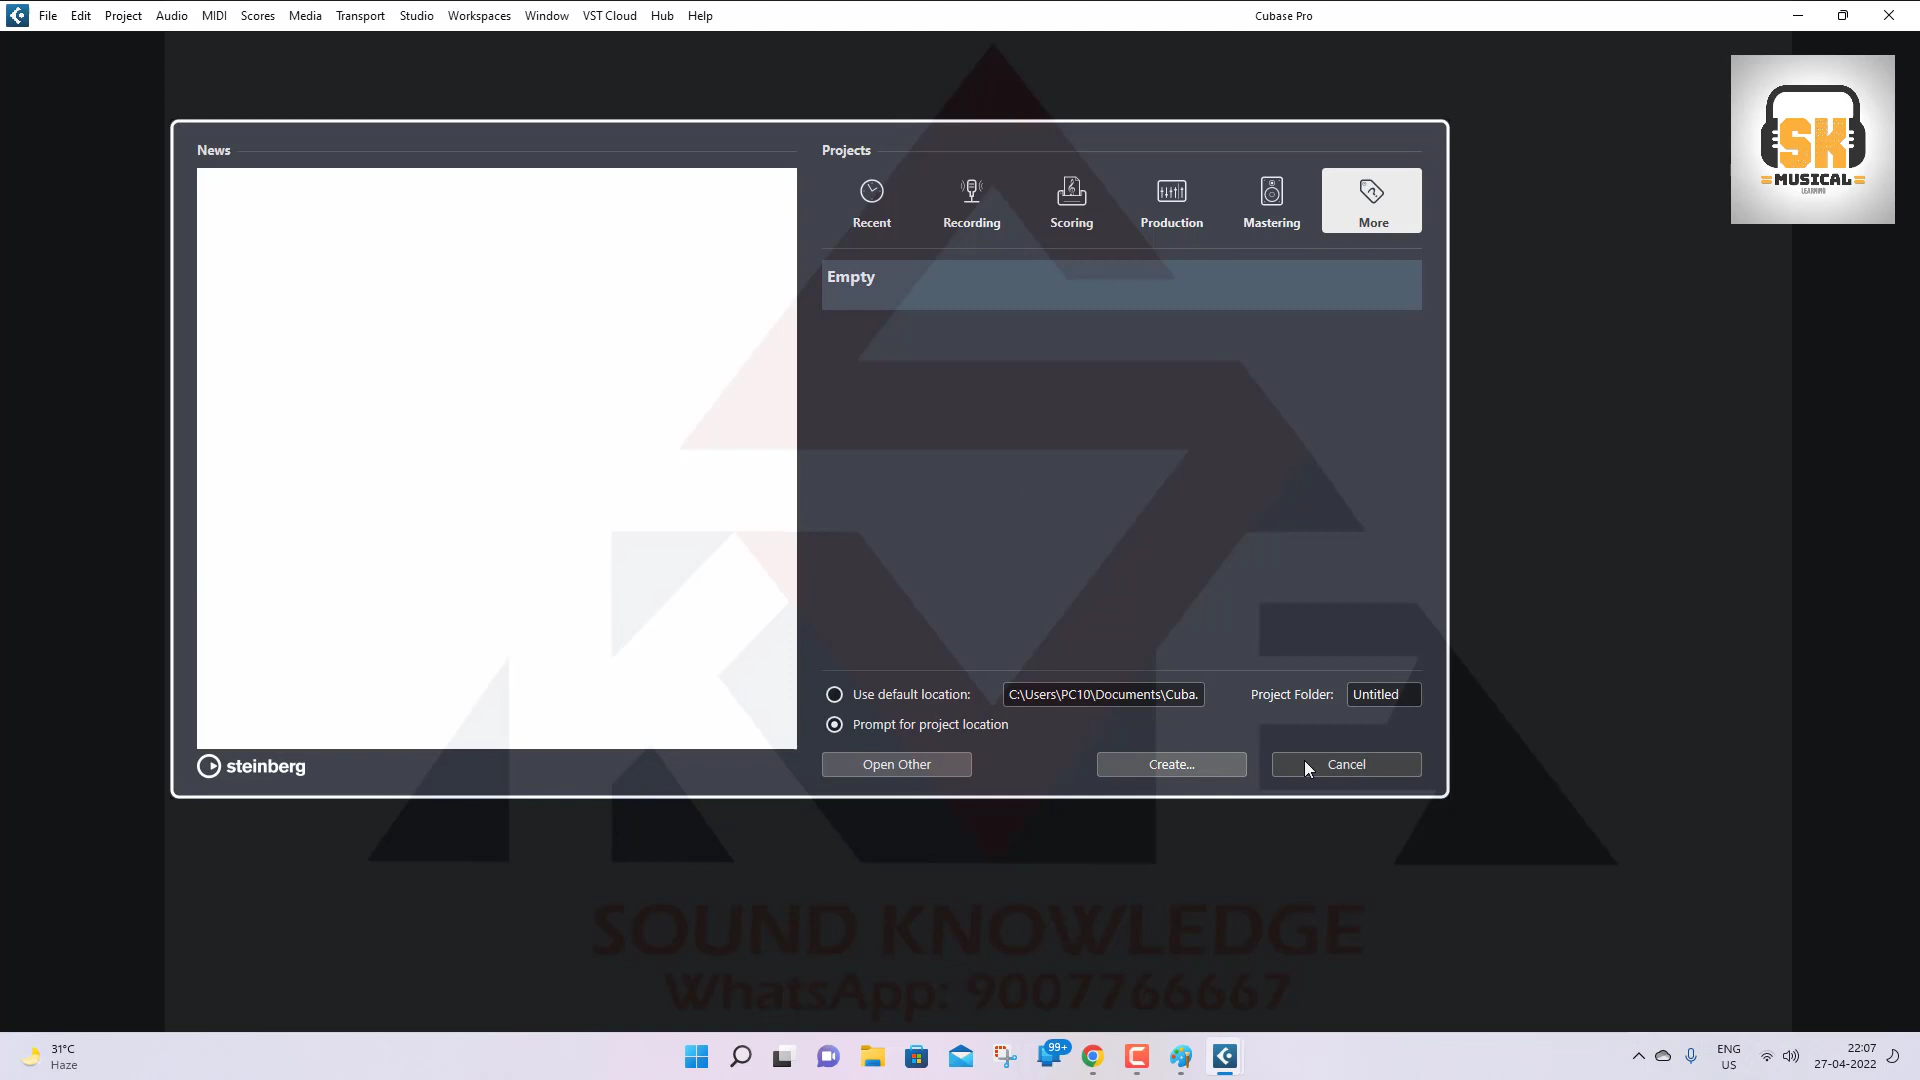 File Edit Project Audio MIDI Scores Media Transport Studio Workspaces Window VST Cloud Hub Help
Cubase Pro
SK
MUSICAL
LEARNING
News
Projects
Recent
Recording
Scoring
Production
Mastering
More
Empty
Use default location:
C:\Users\PC10\Documents\Cuba.
Project Folder:
Untitled
Prompt for project location
Open Other
Create...
Cancel
steinberg
SOUND KNOWLEDGE
WhatsApp: 9007766667
31°C
Haze
99+
ENG
US
22:07
27-04-2022